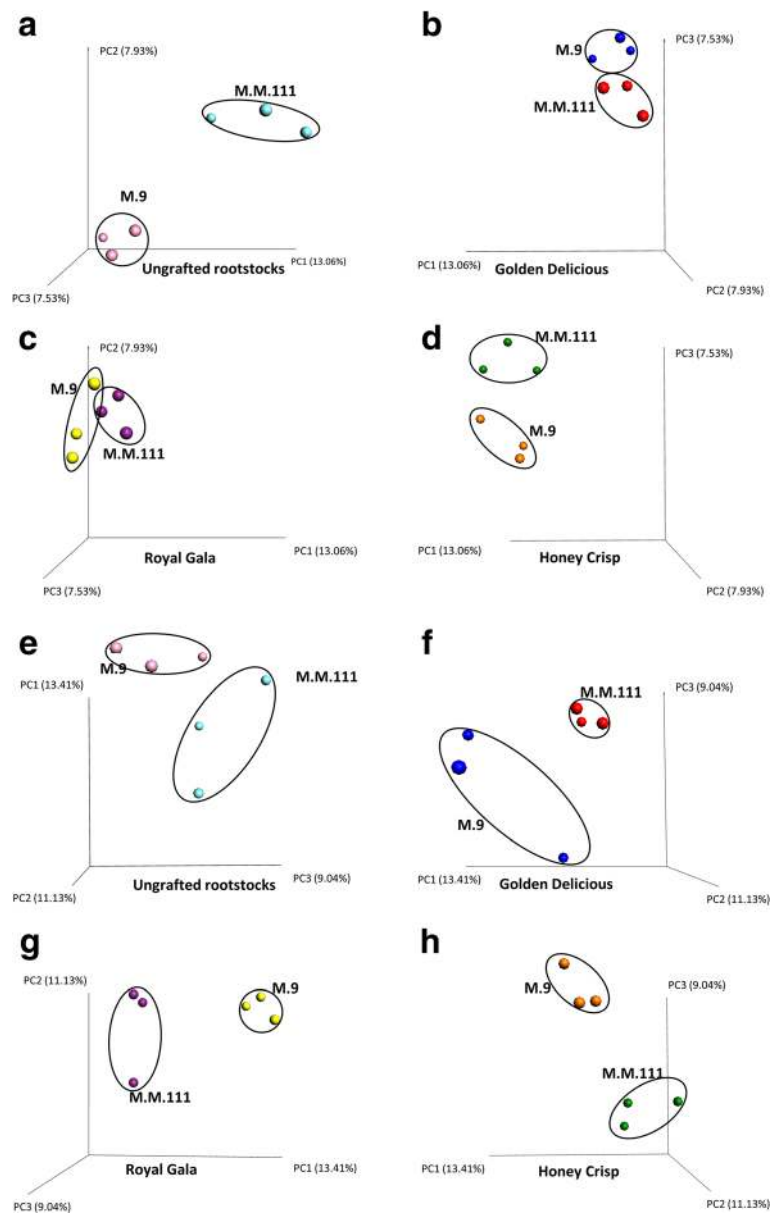 a
PC2 (7.93%)
M.M.111
M.9
PC3 (7.53%)
Ungrafted rootstocks
PC1 (13.06%)
b
PC3 (7.53%)
M.9
M.M.111
PC1 (13.06%)
Golden Delicious
PC2 (7.93%)
c
PC2 (7.93%)
M.9
M.M.111
Royal Gala
PC1 (13.06%)
PC3 (7.53%)
d
M.M.111
PC3 (7.53%)
M.9
PC1 (13.06%)
Honey Crisp
PC2 (7.93%)
e
M.9
M.M.111
PC1 (13.41%)
PC2 (11.13%)
Ungrafted rootstocks
PC3 (9.04%)
f
M.M.111
PC3 (9.04%)
M.9
PC1 (13.41%)
Golden Delicious
PC2 (11.13%)
g
PC2 (11.13%)
M.9
M.M.111
Royal Gala
PC1 (13.41%)
PC3 (9.04%)
h
M.9
PC3 (9.04%)
M.M.111
PC1 (13.41%)
Honey Crisp
PC2 (11.13%)